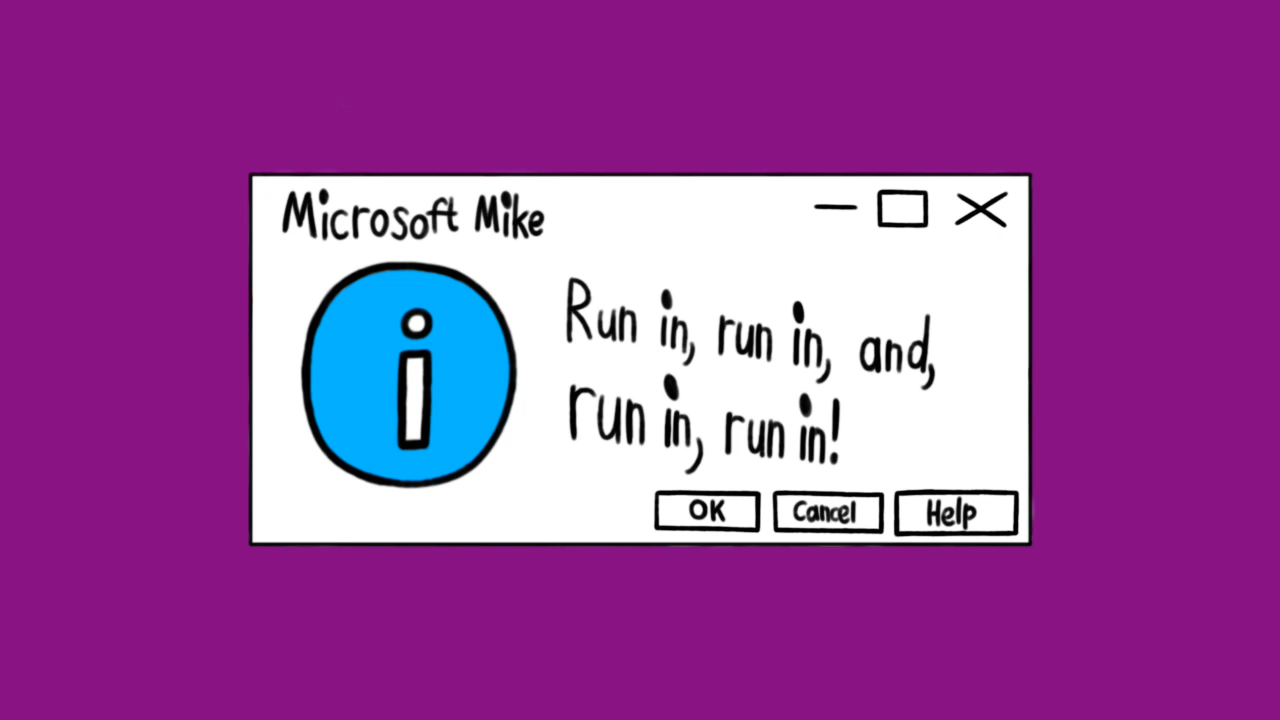 Microsoft Mike
i
Run in, run in, and,
run in, run in!
OK Cancel Help